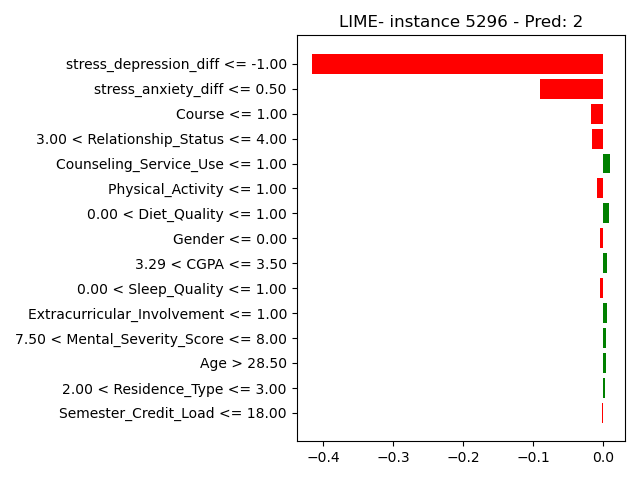 LIME- instance 5296 - Pred: 2
stress_depression_diff <= -1.00
stress_anxiety_diff <= 0.50
Course <= 1.00
3.00 < Relationship_Status <= 4.00
Counseling_Service_Use <= 1.00
Physical_Activity <= 1.00
0.00 < Diet_Quality <= 1.00
Gender <= 0.00
3.29 < CGPA <= 3.50
0.00 < Sleep_Quality <= 1.00
Extracurricular_Involvement <= 1.00
7.50 < Mental_Severity_Score <= 8.00
Age > 28.50
2.00 < Residence_Type <= 3.00
Semester_Credit_Load <= 18.00
−0.4 −0.3 −0.2 −0.1 0.0